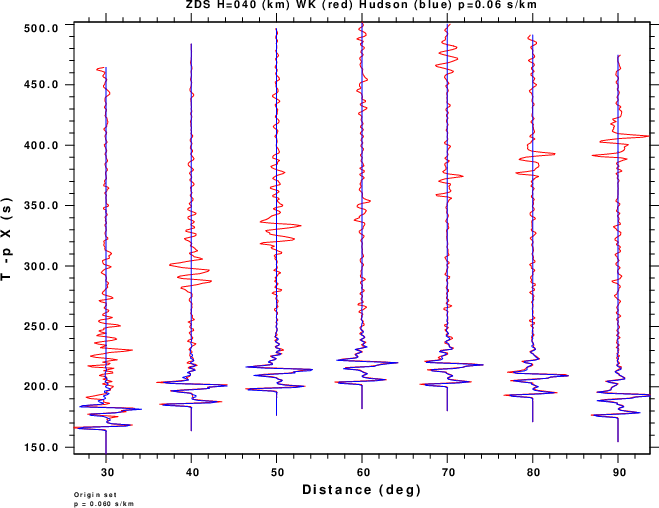 ZDS H=040 (km) WK (red) Hudson (blue) p=0.06 s/km
500.0
450.0
400.0
350.0
300.0
250.0
200.0
150.0
T -p X (s)
30 40 50 60 70 80 90
Distance (deg)
Origin set
p = 0.060 s/km